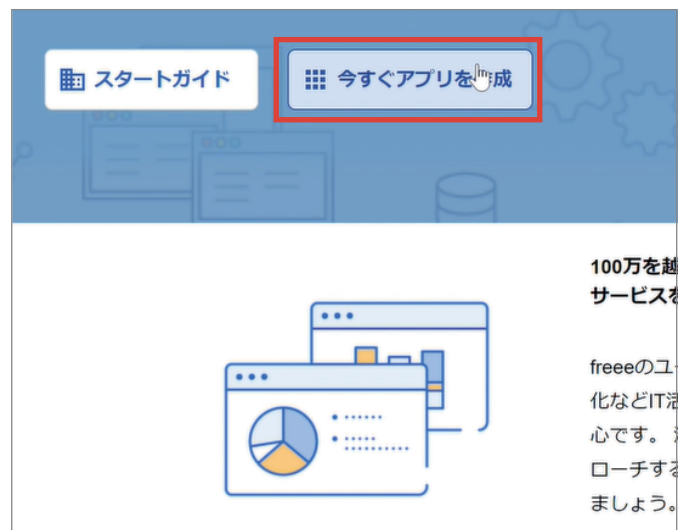 スタートガイド
今すぐアプリを作成
100万を越
サービスを
freeeのユー
化などIT活
心です。
ローチする
ましょう。